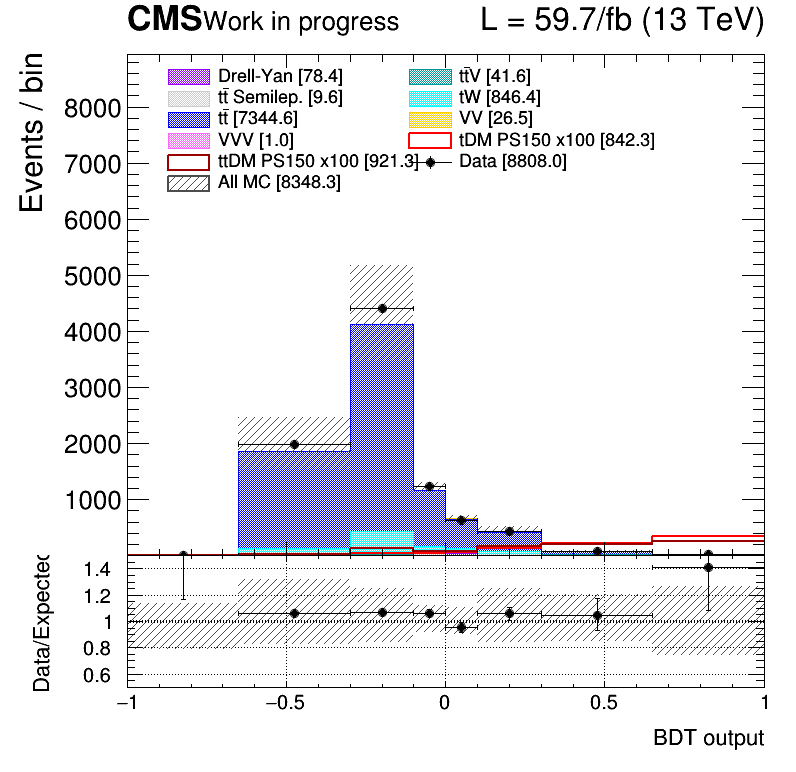 CMS Work in progress L = 59.7/fb (13 TeV)
Events / bin
Drell-Yan [78.4] tt̄V [41.6]
tt̄ Semilep. [9.6] tW [846.4]
tt̄ [7344.6] VV [26.5]
VVV [1.0] tDM PS150 x100 [842.3]
ttDM PS150 x100 [921.3] Data [8808.0]
All MC [8348.3]
8000
7000
6000
5000
4000
3000
2000
1000
Data/Expected
1.4
1.2
1
0.8
0.6
−1 −0.5 0 0.5 1
BDT output